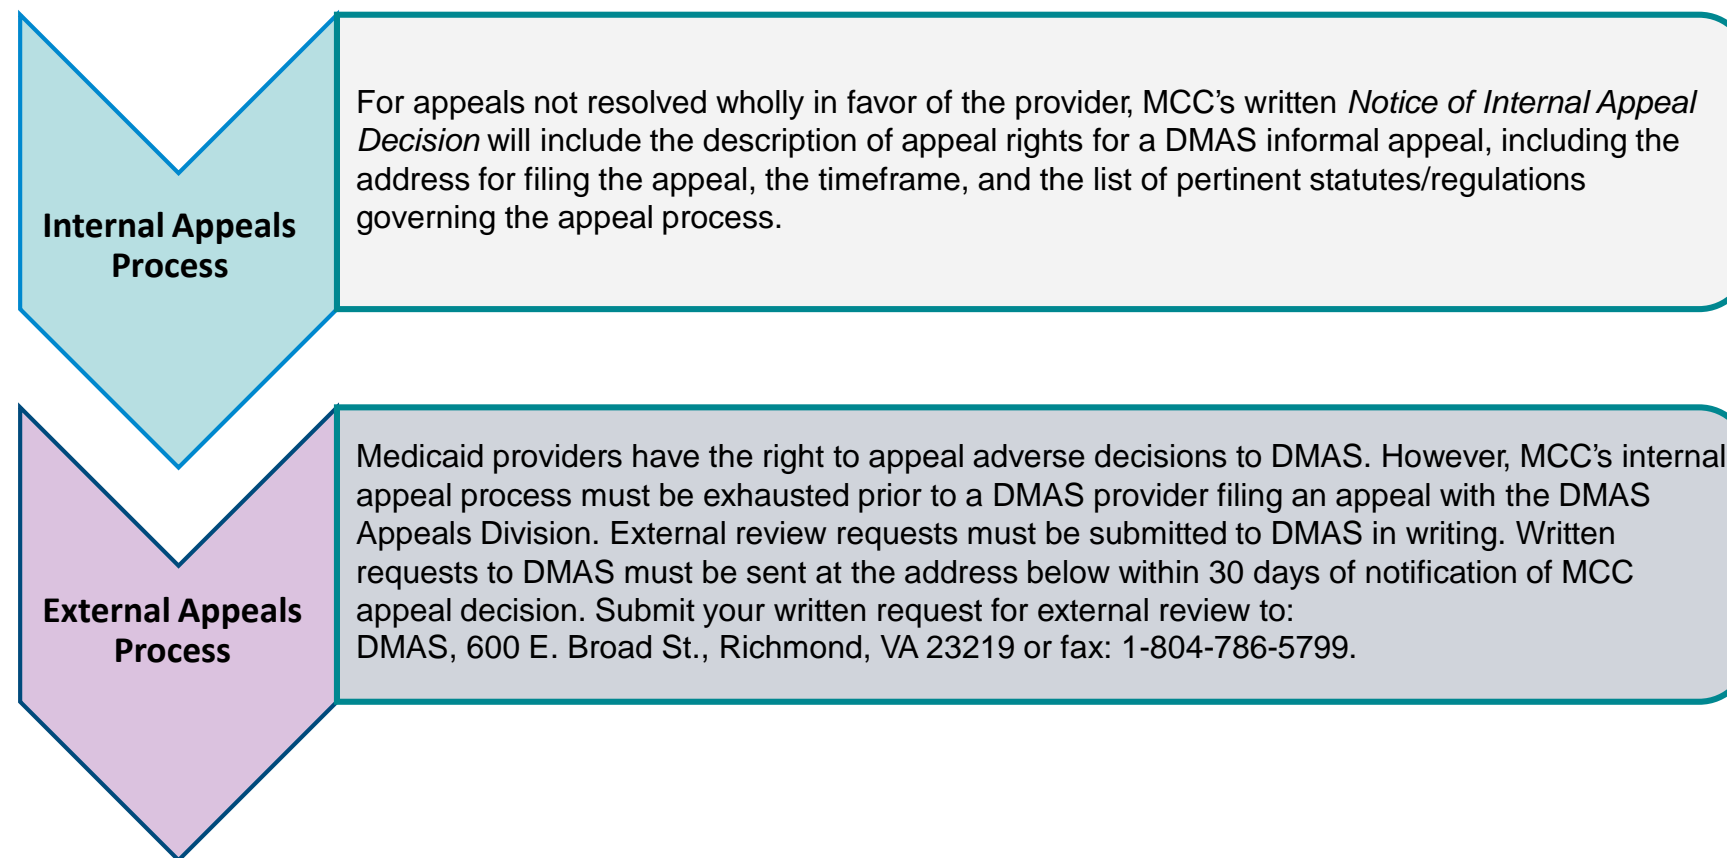 For appeals not resolved wholly in favor of the provider, MCC’s written Notice of Internal Appeal
Decision will include the description of appeal rights for a DMAS informal appeal, including the
address for filing the appeal, the timeframe, and the list of pertinent statutes/regulations
governing the appeal process.
Internal Appeals
Process
Medicaid providers have the right to appeal adverse decisions to DMAS. However, MCC’s internal
appeal process must be exhausted prior to a DMAS provider filing an appeal with the DMAS
Appeals Division. External review requests must be submitted to DMAS in writing. Written
requests to DMAS must be sent at the address below within 30 days of notification of MCC
appeal decision. Submit your written request for external review to:
DMAS, 600 E. Broad St., Richmond, VA 23219 or fax: 1-804-786-5799.
External Appeals
Process